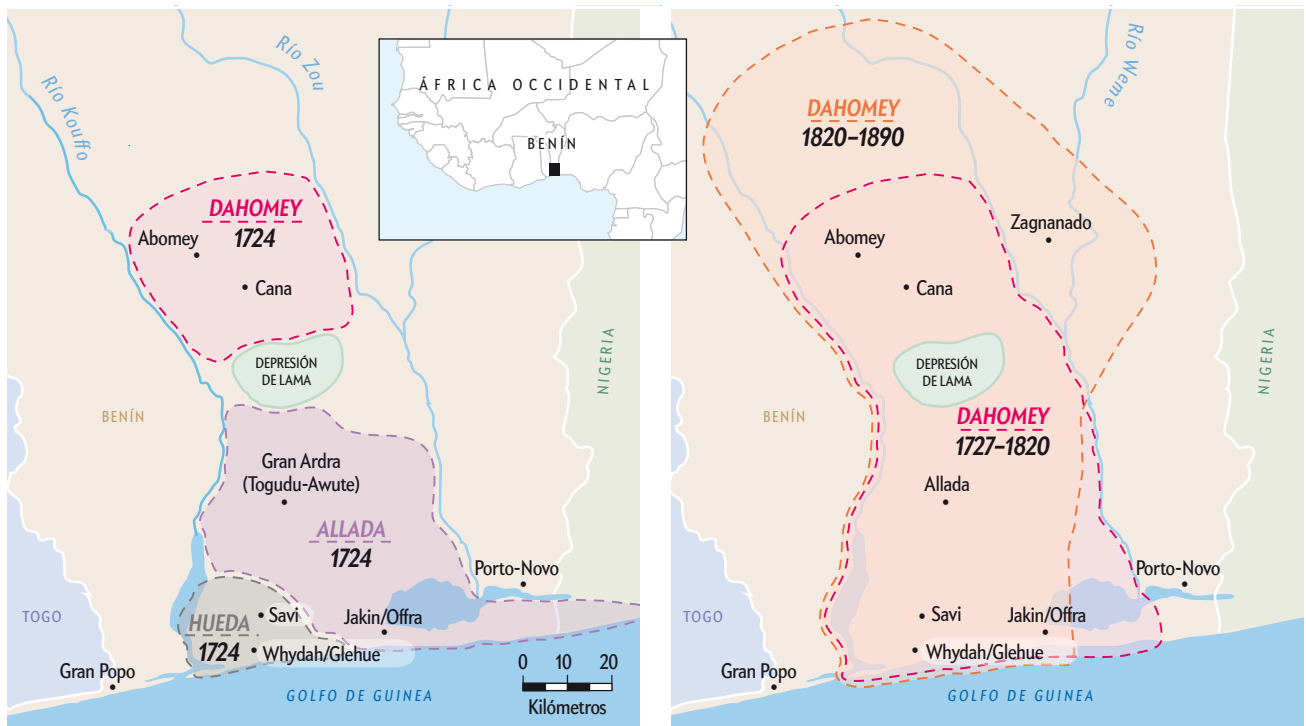 Río Kouffo
Río Zou
ÁFRICA OCCIDENTAL
BENÍN
DAHOMEY
1724
Abomey
Cana
DEPRESIÓN
DE LAMA
NIGERIA
BENÍN
Gran Ardra
(Togudu-Awute)
ALLADA
1724
Porto-Novo
TOGO
HUEDA
1724
Savi
Jakin/Offra
Whydah/Glehue
Gran Popo
0 10 20
Kilómetros
GOLFO DE GUINEA
Río Weme
DAHOMEY
1820–1890
Zagnanado
Abomey
Cana
DEPRESIÓN
DE LAMA
NIGERIA
BENÍN
DAHOMEY
1727–1820
Allada
Porto-Novo
TOGO
Savi
Jakin/Offra
Whydah/Glehue
Gran Popo
GOLFO DE GUINEA